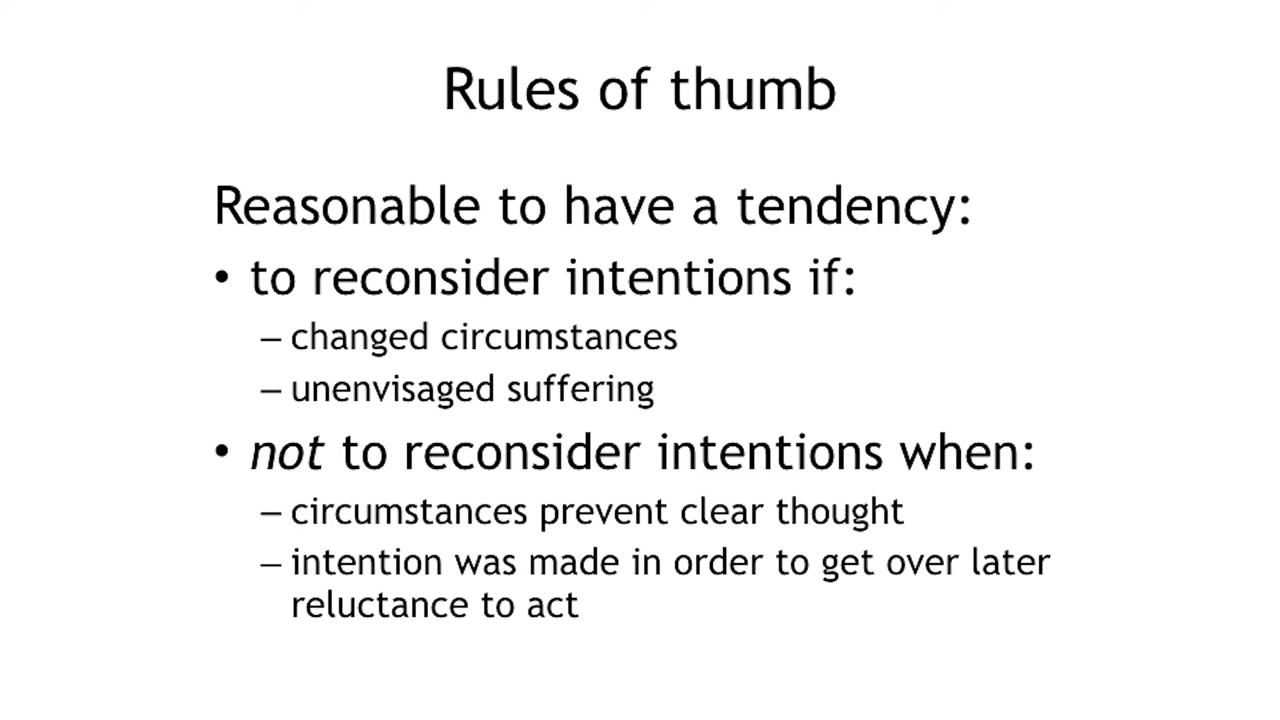 Rules of thumb
Reasonable to have a tendency:
• to reconsider intentions if:
– changed circumstances
– unenvisaged suffering
• not to reconsider intentions when:
– circumstances prevent clear thought
– intention was made in order to get over later
reluctance to act